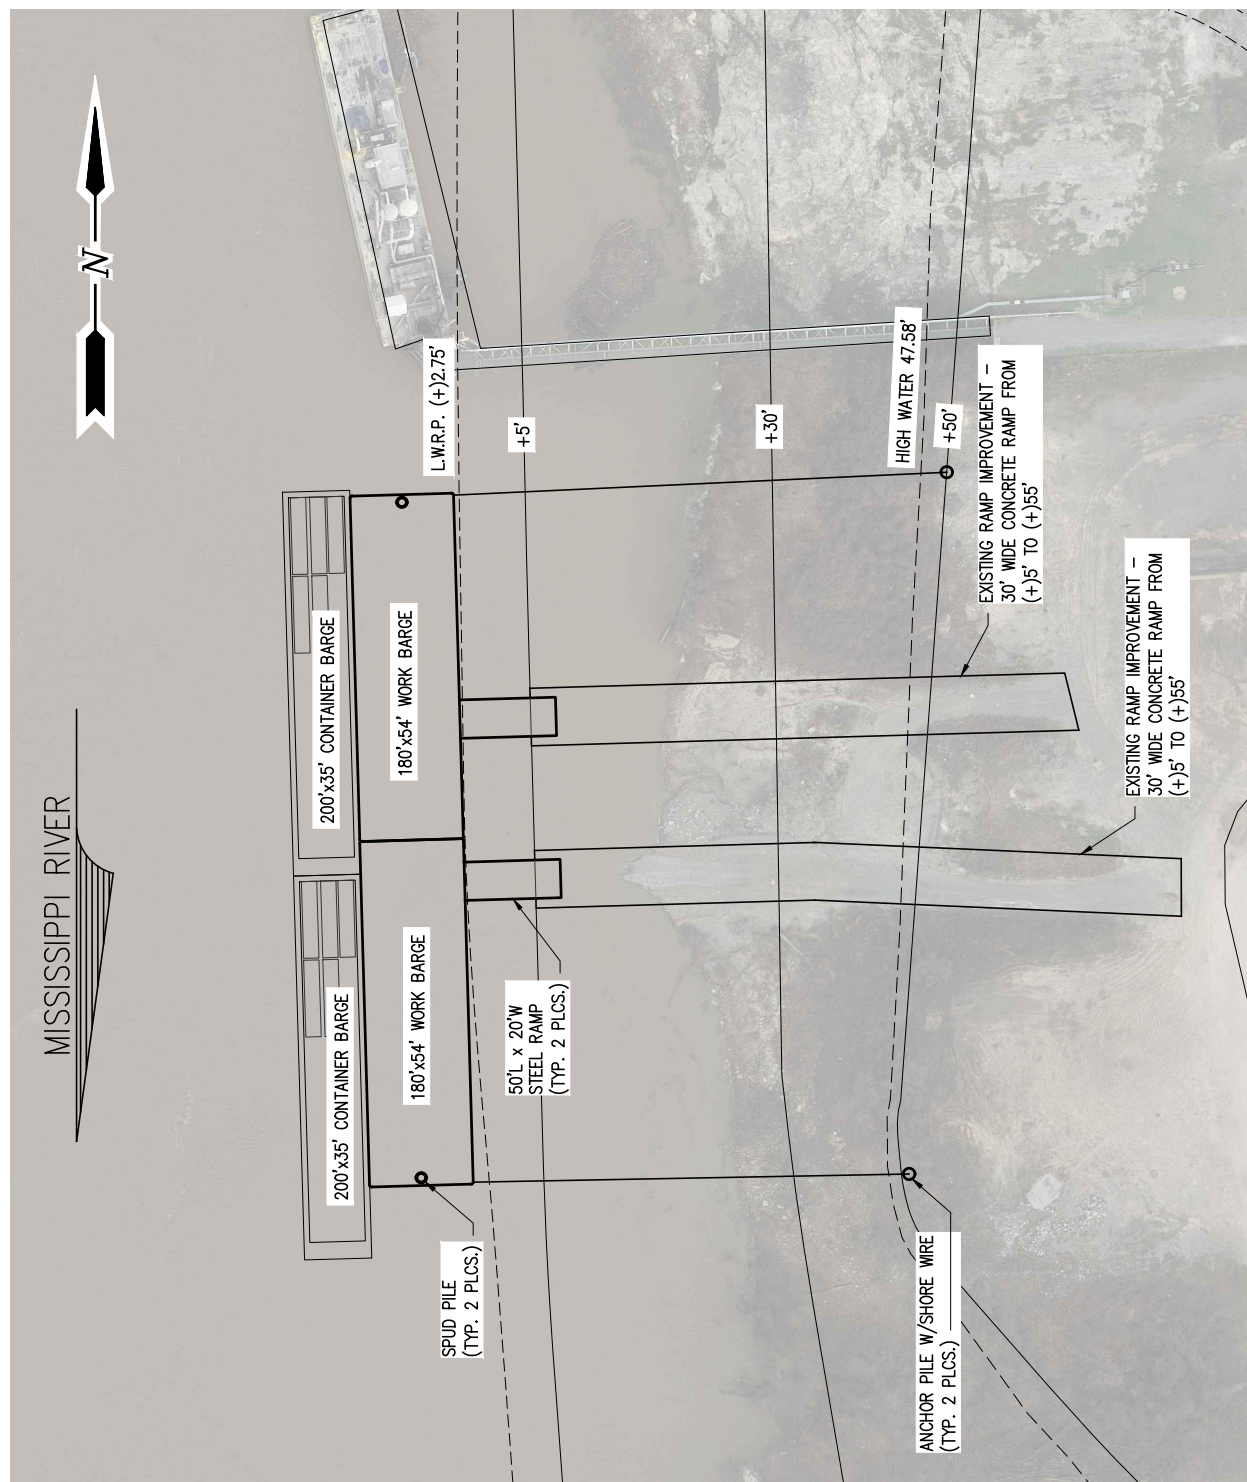 N
MISSISSIPPI RIVER
200'x35' CONTAINER BARGE
200'x35' CONTAINER BARGE
180'x54' WORK BARGE
180'x54' WORK BARGE
L.W.R.P. (+)2.75'
+5'
+30'
HIGH WATER 47.58'
+50'
EXISTING RAMP IMPROVEMENT –
30' WIDE CONCRETE RAMP FROM
(+)5' TO (+)55'
EXISTING RAMP IMPROVEMENT –
30' WIDE CONCRETE RAMP FROM
(+)5' TO (+)55'
50'L x 20'W
STEEL RAMP
(TYP. 2 PLCS.)
SPUD PILE
(TYP. 2 PLCS.)
ANCHOR PILE W/SHORE WIRE
(TYP. 2 PLCS.)